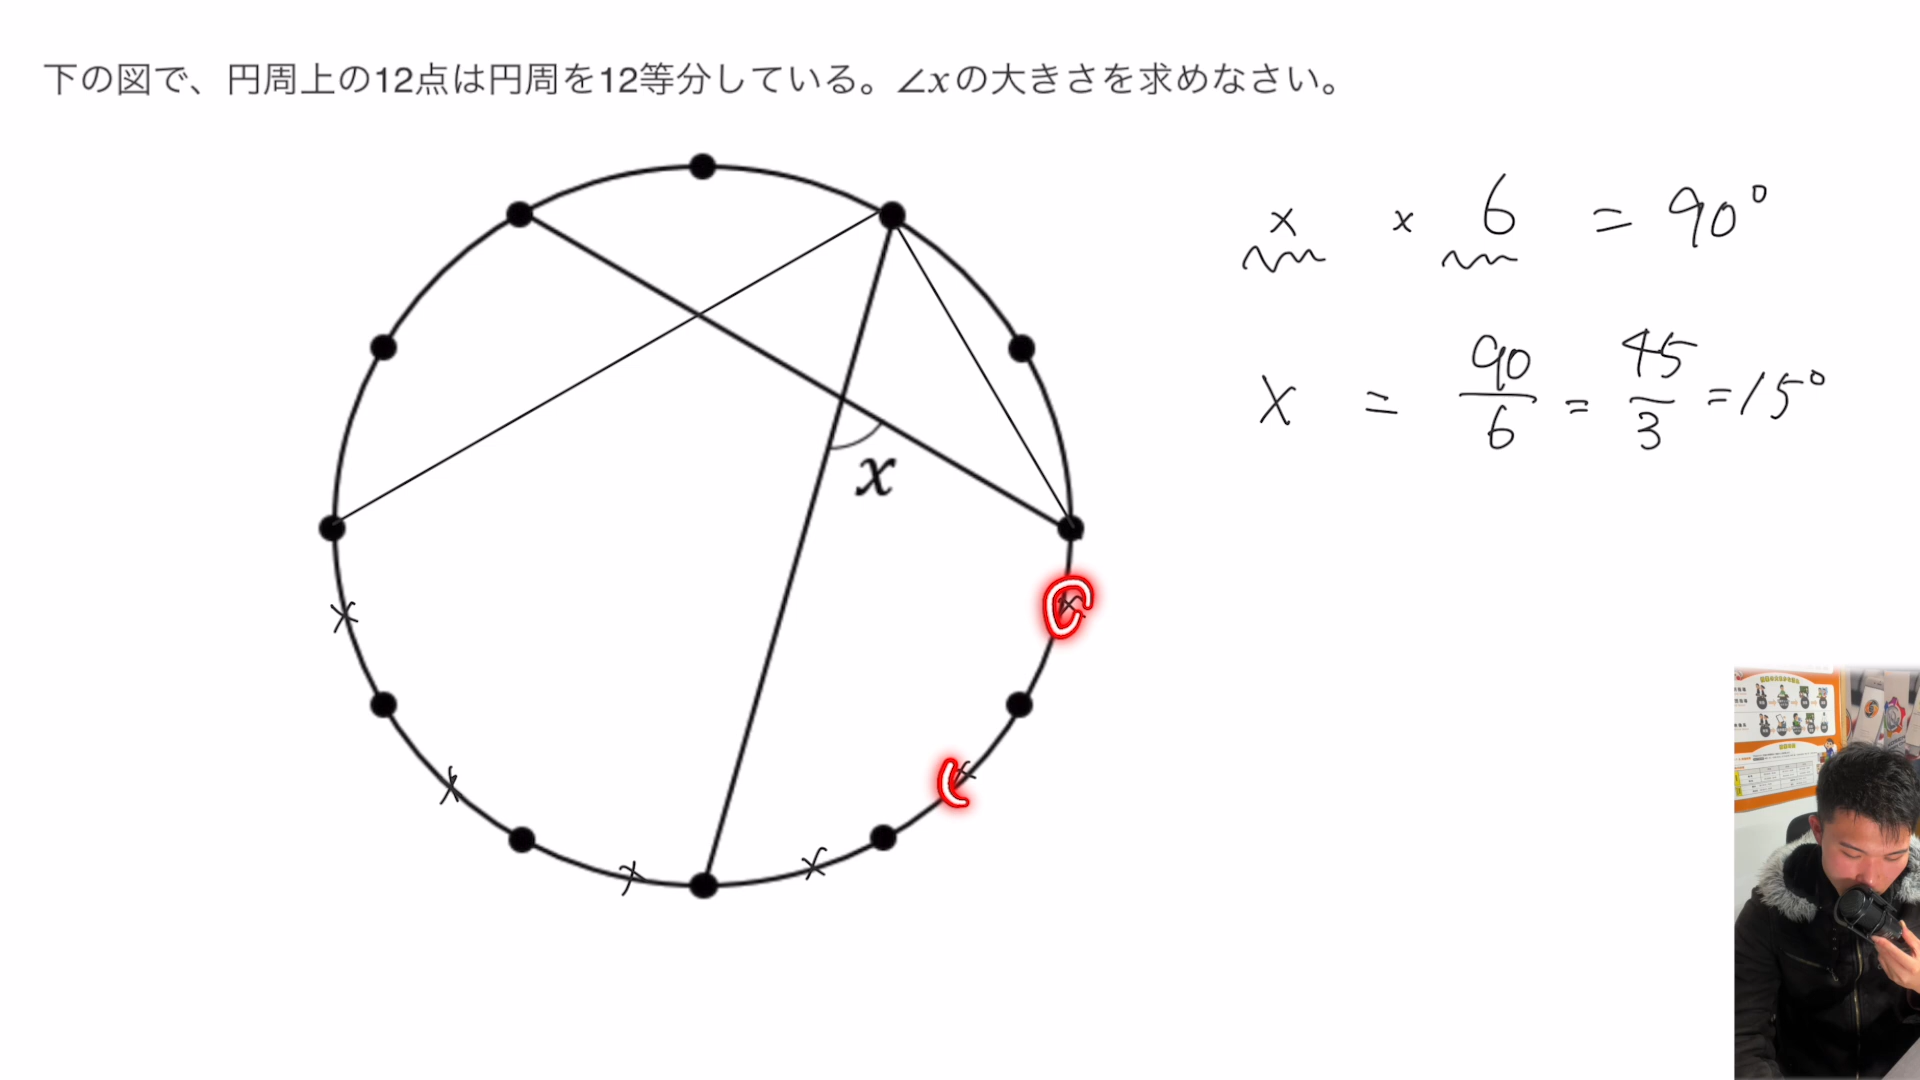 下の図で、円周上の12点は円周を12等分している。∠xの大きさを求めなさい。
x × 6 = 90°
x = 90/6 = 45/3 = 15°
x
x
x
x
x
x
x
x